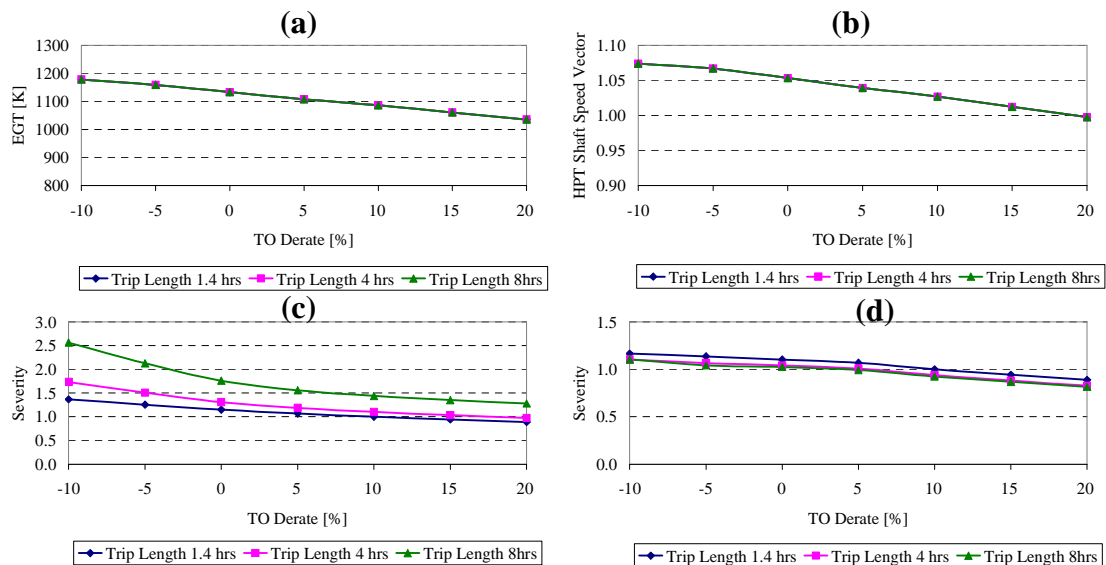 (a)
1300
1200
1100
1000
900
800
EGT [K]
-10 -5 0 5 10 15 20
TO Derate [%]
Trip Length 1.4 hrs Trip Length 4 hrs Trip Length 8hrs
(b)
1.10
1.05
1.00
0.95
0.90
HPT Shaft Speed Vector
-10 -5 0 5 10 15 20
TO Derate [%]
Trip Length 1.4 hrs Trip Length 4 hrs Trip Length 8hrs
(c)
3.0
2.5
2.0
1.5
1.0
0.5
0.0
Severity
-10 -5 0 5 10 15 20
TO Derate [%]
Trip Length 1.4 hrs Trip Length 4 hrs Trip Length 8hrs
(d)
1.5
1.0
0.5
0.0
Severity
-10 -5 0 5 10 15 20
TO Derate [%]
Trip Length 1.4 hrs Trip Length 4 hrs Trip Length 8hrs